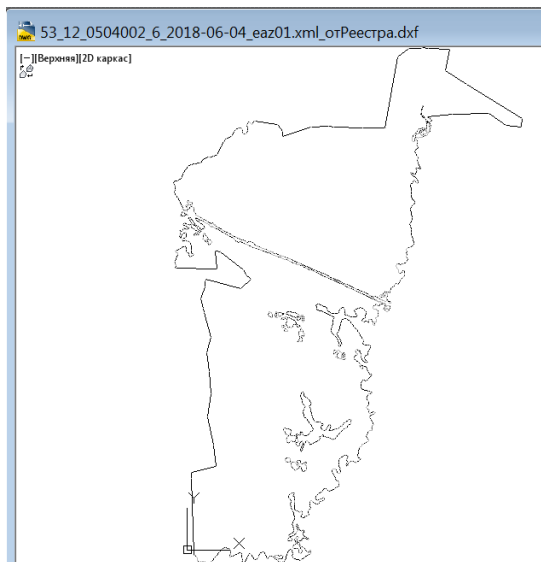 53_12_0504002_6_2018-06-04_eaz01.xml_отРеестра.dxf
[−][Верхняя][2D каркас]
Y
X